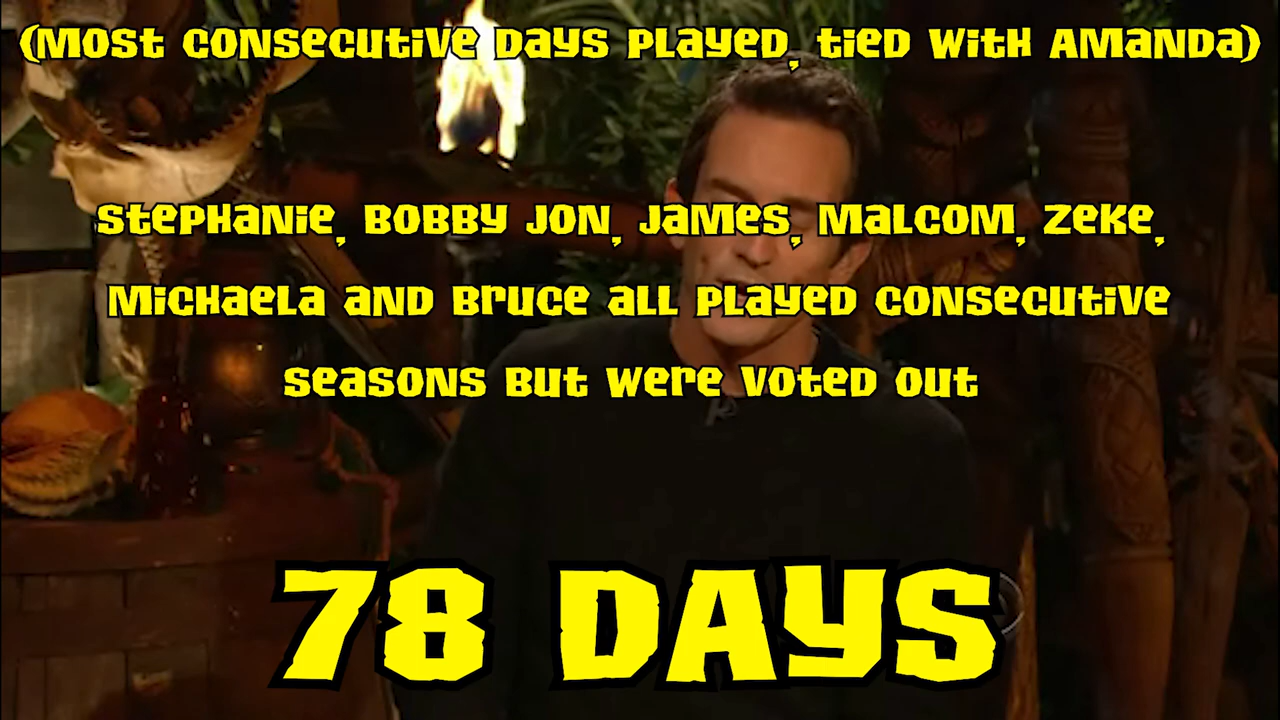 (Most consecutive days played, tied with Amanda)
Stephanie, Bobby Jon, James, Malcom, Zeke,
Michaela and Bruce all played consecutive
seasons but were voted out
78 DAYS